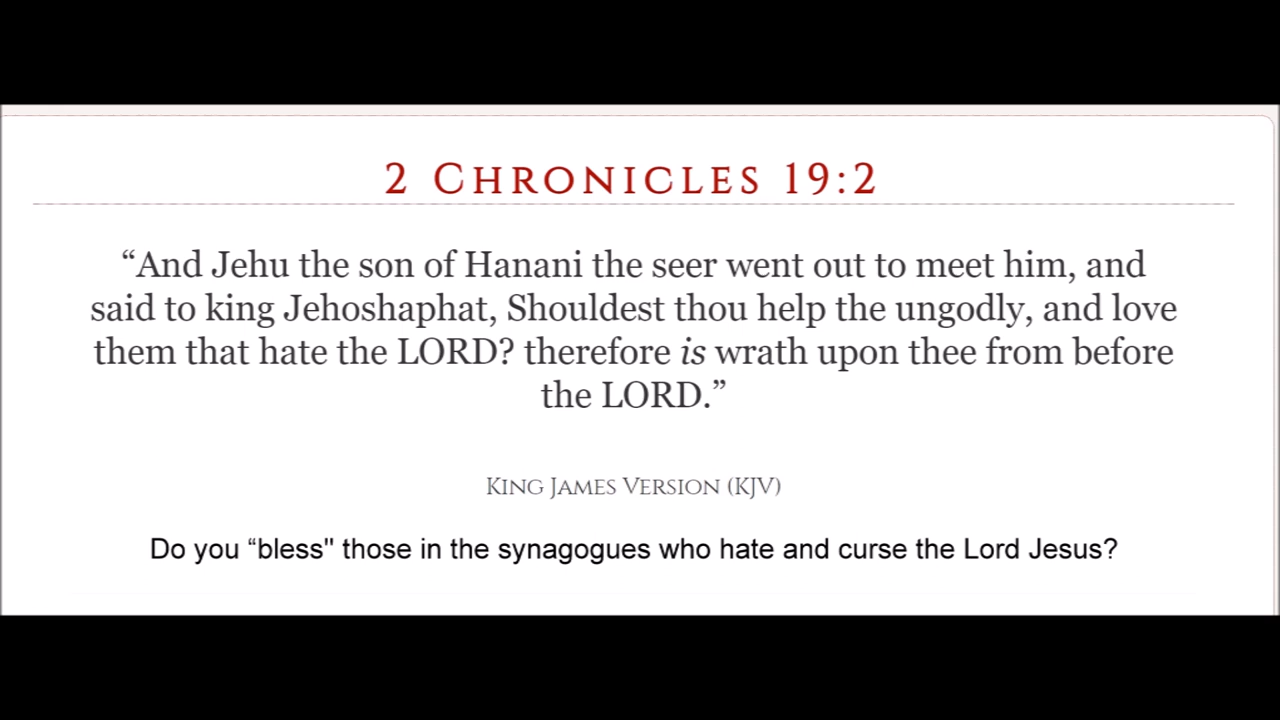 2 Chronicles 19:2
“And Jehu the son of Hanani the seer went out to meet him, and
said to king Jehoshaphat, Shouldest thou help the ungodly, and love
them that hate the LORD? therefore is wrath upon thee from before
the LORD.”
King James Version (KJV)
Do you “bless" those in the synagogues who hate and curse the Lord Jesus?